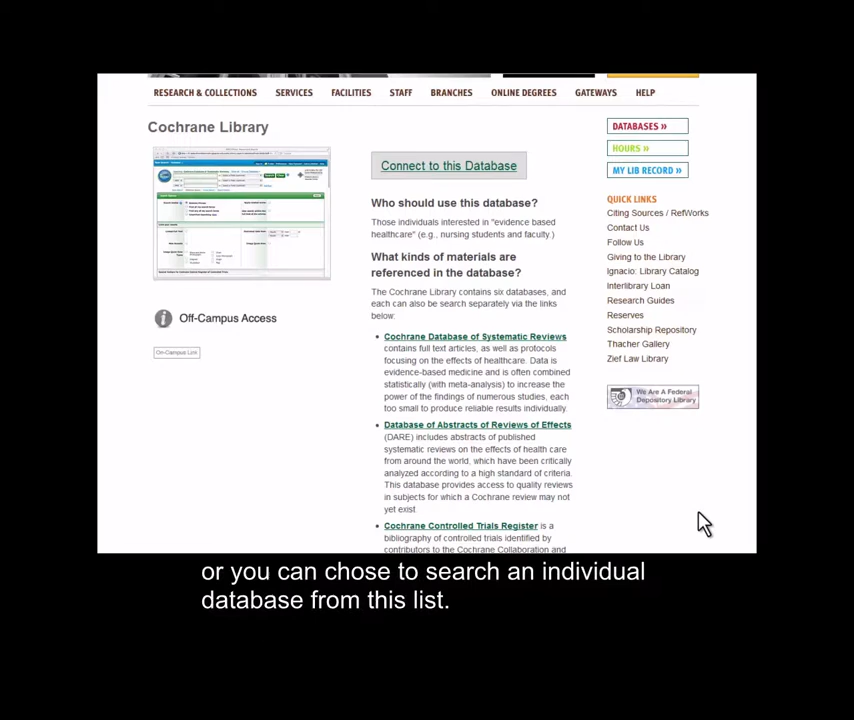 RESEARCH & COLLECTIONS SERVICES FACILITIES STAFF BRANCHES ONLINE DEGREES GATEWAYS HELP
Cochrane Library
Connect to this Database
Who should use this database?
Those individuals interested in "evidence based
healthcare" (e.g., nursing students and faculty.)
What kinds of materials are
referenced in the database?
The Cochrane Library contains six databases, and
each can also be search separately via the links
below:
• Cochrane Database of Systematic Reviews
contains full text articles, as well as protocols
focusing on the effects of healthcare. Data is
evidence-based medicine and is often combined
statistically (with meta-analysis) to increase the
power of the findings of numerous studies, each
too small to produce reliable results individually.
• Database of Abstracts of Reviews of Effects
(DARE) includes abstracts of published
systematic reviews on the effects of health care
from around the world, which have been critically
analyzed according to a high standard of criteria.
This database provides access to quality reviews
in subjects for which a Cochrane review may not
yet exist
• Cochrane Controlled Trials Register is a
bibliography of controlled trials identified by
contributors to the Cochrane Collaboration and
Off-Campus Access
On-Campus Link
DATABASES »
HOURS »
MY LIB RECORD »
QUICK LINKS
Citing Sources / RefWorks
Contact Us
Follow Us
Giving to the Library
Ignacio: Library Catalog
Interlibrary Loan
Research Guides
Reserves
Scholarship Repository
Thacher Gallery
Zief Law Library
We Are A Federal
Depository Library
or you can chose to search an individual
database from this list.